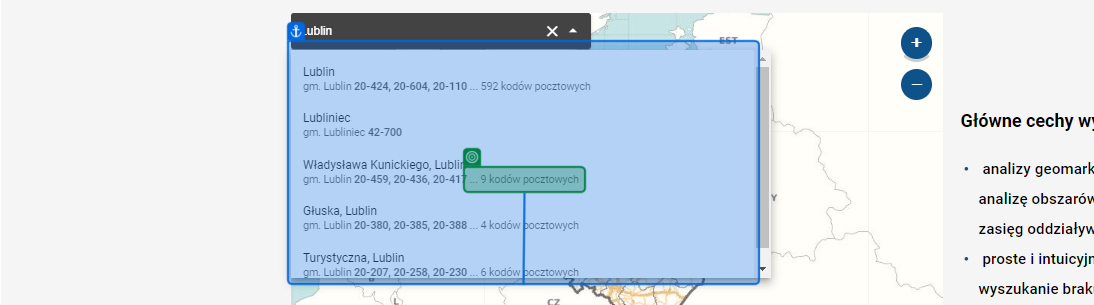 ublin
EST
Lublin
gm. Lublin 20-424, 20-604, 20-110 ... 592 kodów pocztowych
Lubliniec
gm. Lubliniec 42-700
Władysława Kunickiego, Lublin
gm. Lublin 20-459, 20-436, 20-417 ... 9 kodów pocztowych
Głuska, Lublin
gm. Lublin 20-380, 20-385, 20-388 ... 4 kodów pocztowych
Turystyczna, Lublin
gm. Lublin 20-207, 20-258, 20-230 ... 6 kodów pocztowych
Y
L
CZ
Główne cechy wy
• analizy geomark
analizę obszarów
zasięg oddziaływ
• proste i intuicyjn
wyszukanie brak